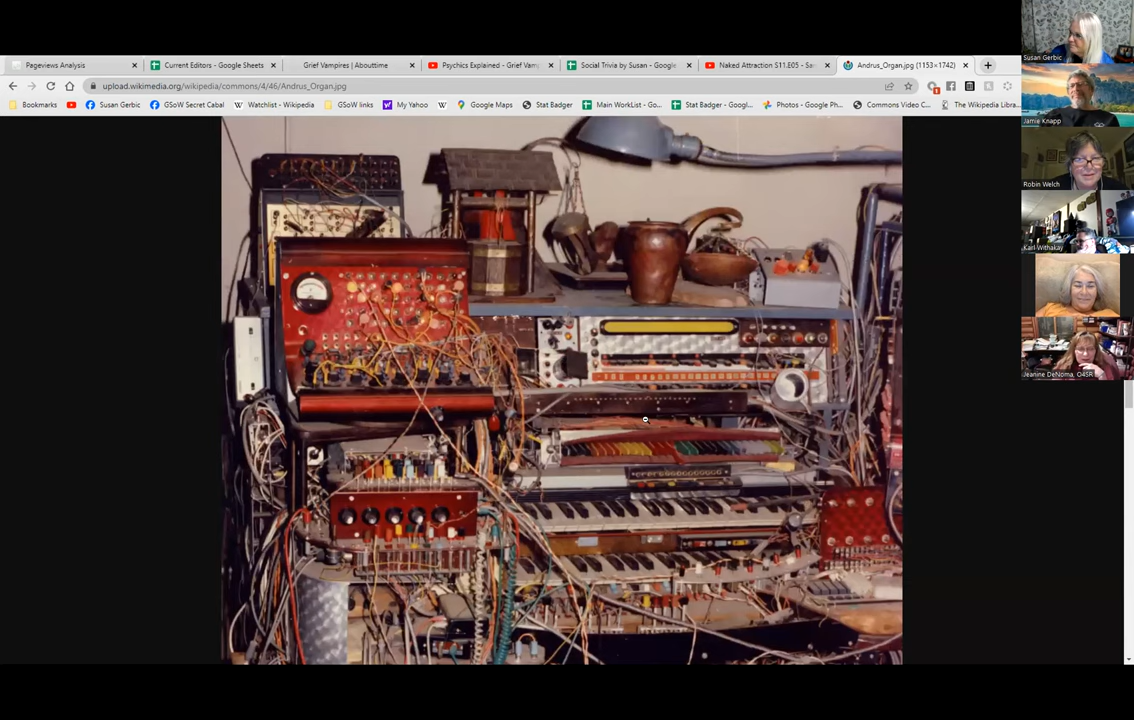 Pageviews Analysis
Current Editors - Google Sheets
Grief Vampires | Abouttime
Psychics Explained - Grief Vam
Social Trivia by Susan - Google
Naked Attraction S11.E05 - Sa
Andrus_Organ.jpg (1153×1742)
upload.wikimedia.org/wikipedia/commons/4/46/Andrus_Organ.jpg
Bookmarks
Susan Gerbic
GSoW Secret Cabal
Watchlist - Wikipedia
GSoW links
My Yahoo
Google Maps
Stat Badger
Main WorkList - Go...
Stat Badger - Googl...
Photos - Google Ph...
Commons Video C...
The Wikipedia Libra...
Susan Gerbic
Jamie Knapp
Robin Welch
Karl Withakay
Jeanine DeNoma, O4SR